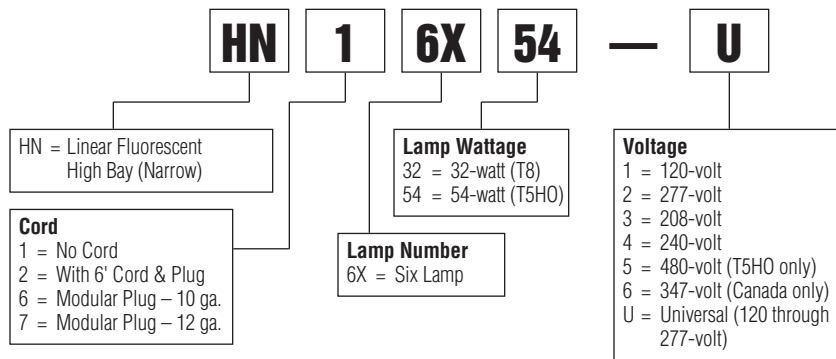 HN 1 6X 54 — U
HN = Linear Fluorescent
High Bay (Narrow)
Cord
1 = No Cord
2 = With 6' Cord & Plug
6 = Modular Plug – 10 ga.
7 = Modular Plug – 12 ga.
Lamp Number
6X = Six Lamp
Lamp Wattage
32 = 32-watt (T8)
54 = 54-watt (T5HO)
Voltage
1 = 120-volt
2 = 277-volt
3 = 208-volt
4 = 240-volt
5 = 480-volt (T5HO only)
6 = 347-volt (Canada only)
U = Universal (120 through
277-volt)